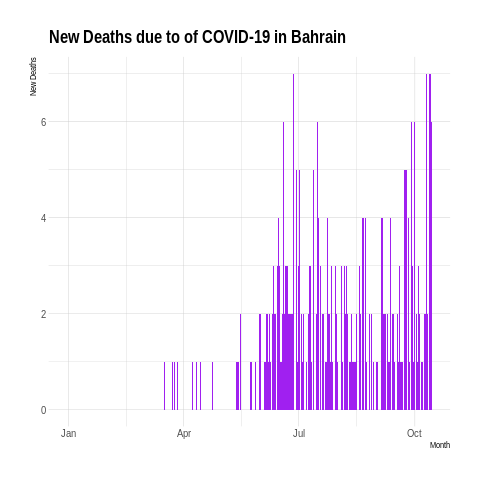 New Deaths due to of COVID-19 in Bahrain
New Deaths
6
4
2
0
Jan Apr Jul Oct
Month